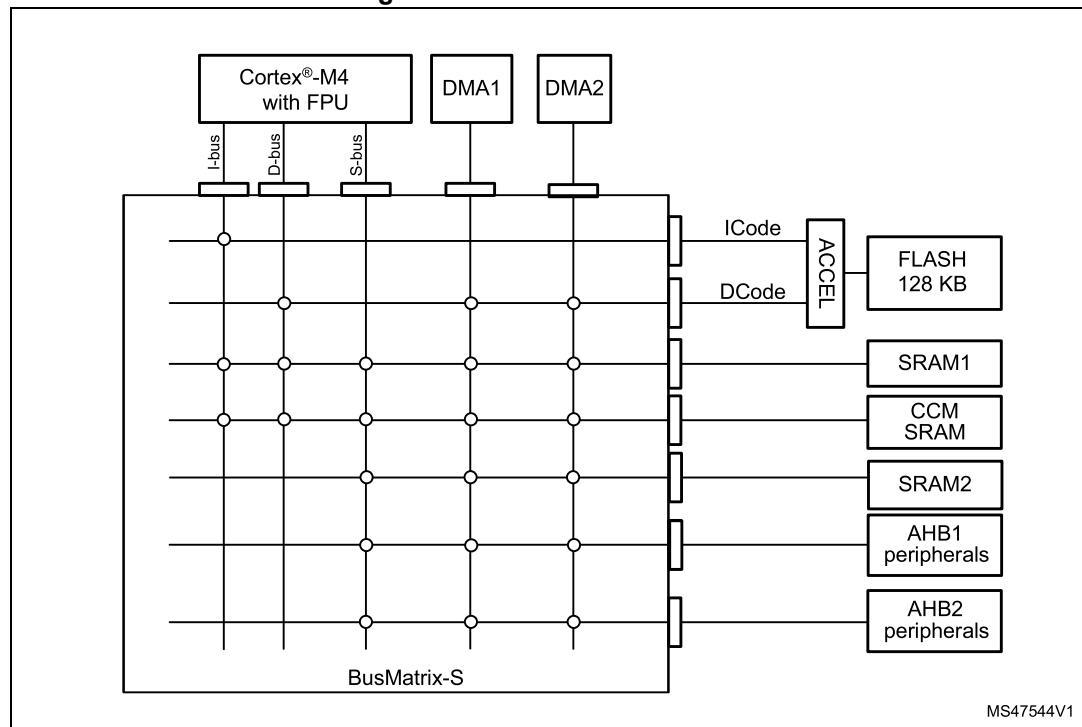 g
Cortex®-M4
with FPU
DMA1
DMA2
I-bus
D-bus
S-bus
ICode
DCode
ACCEL
FLASH
128 KB
SRAM1
CCM
SRAM
SRAM2
AHB1
peripherals
AHB2
peripherals
BusMatrix-S
MS47544V1